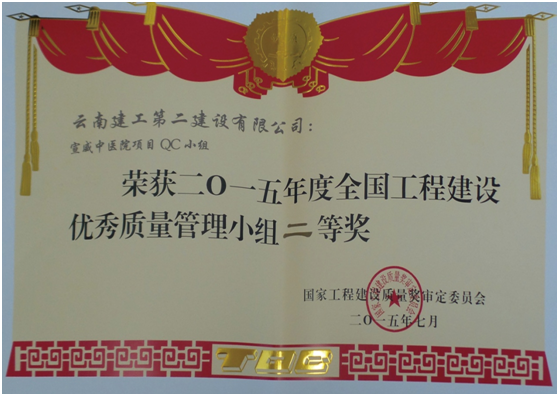 云南建工第二建设有限公司：
宣威中医院项目QC小组
荣获二〇一五年度全国工程建设
优秀质量管理小组二等奖
国家工程建设质量奖审定委员会
二〇一五年七月